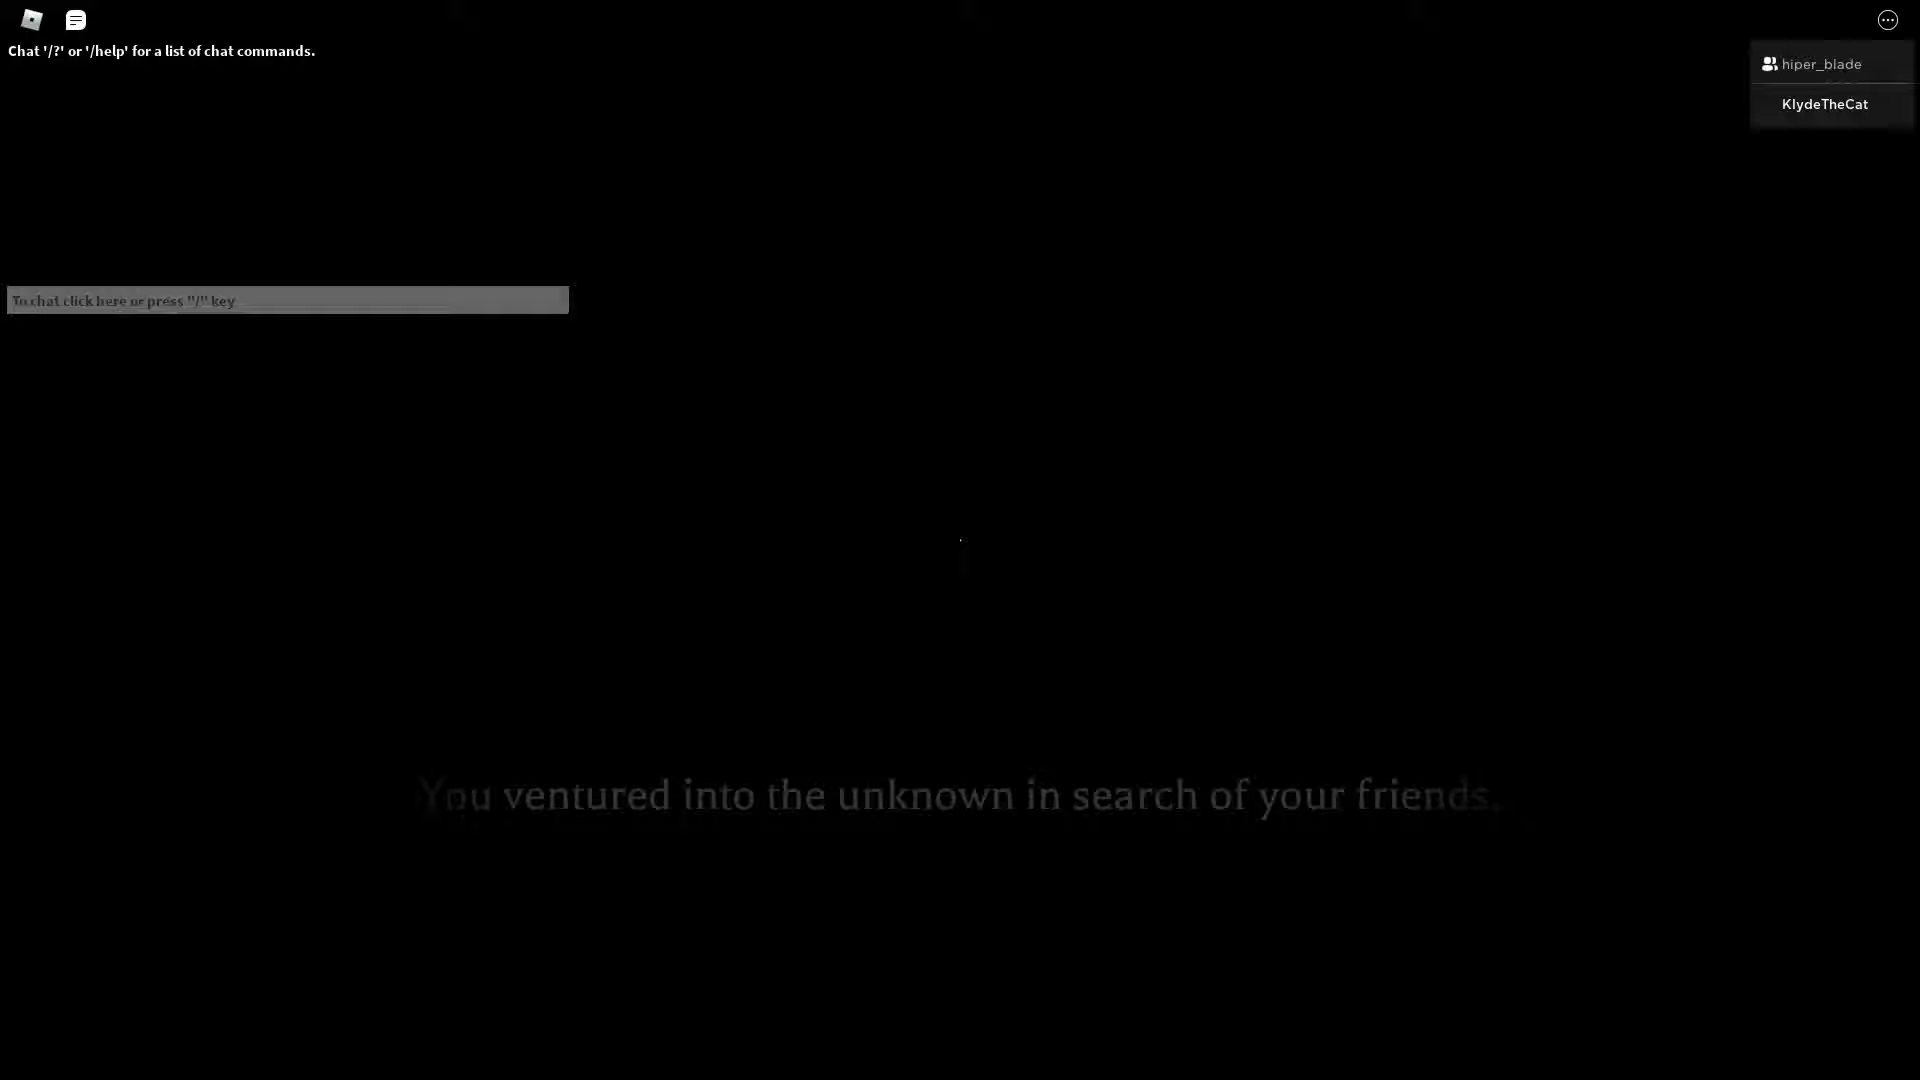 Chat '/?' or '/help' for a list of chat commands.
hiper_blade
KlydeTheCat
To chat click here or press "/" key
You ventured into the unknown in search of your friends.